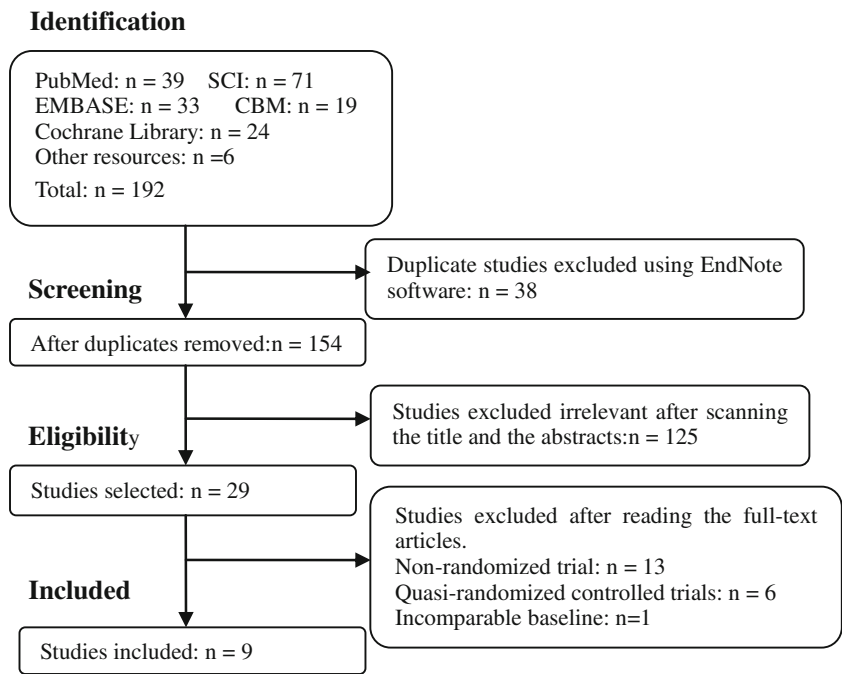 Identification
PubMed: n = 39 SCI: n = 71
EMBASE: n = 33 CBM: n = 19
Cochrane Library: n = 24
Other resources: n =6
Total: n = 192
Duplicate studies excluded using EndNote
software: n = 38
Screening
After duplicates removed:n = 154
Studies excluded irrelevant after scanning
the title and the abstracts:n = 125
Eligibility
Studies selected: n = 29
Studies excluded after reading the full-text
articles.
Non-randomized trial: n = 13
Quasi-randomized controlled trials: n = 6
Incomparable baseline: n=1
Included
Studies included: n = 9